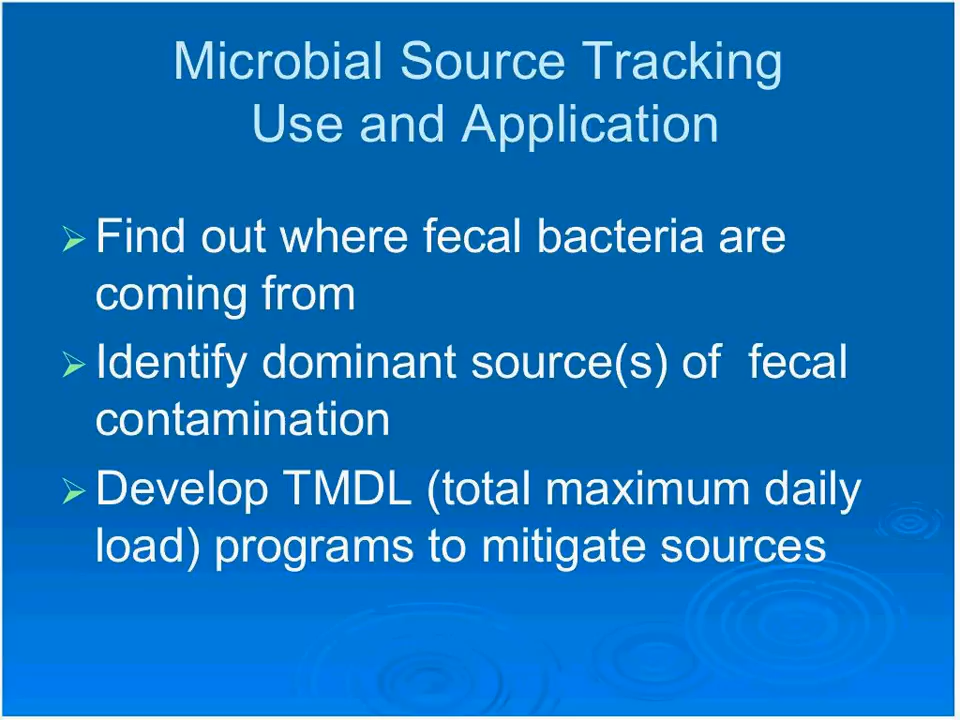 Microbial Source Tracking
Use and Application
Find out where fecal bacteria are
coming from
Identify dominant source(s) of  fecal
contamination
Develop TMDL (total maximum daily
load) programs to mitigate sources